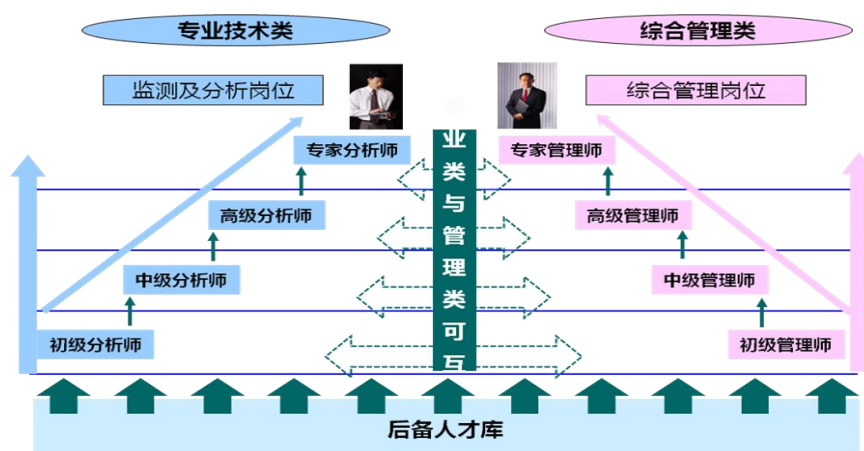 专业技术类
综合管理类
监测及分析岗位
综合管理岗位
专家分析师
专家管理师
高级分析师
高级管理师
中级分析师
中级管理师
初级分析师
初级管理师
业类与管理类可互
后备人才库